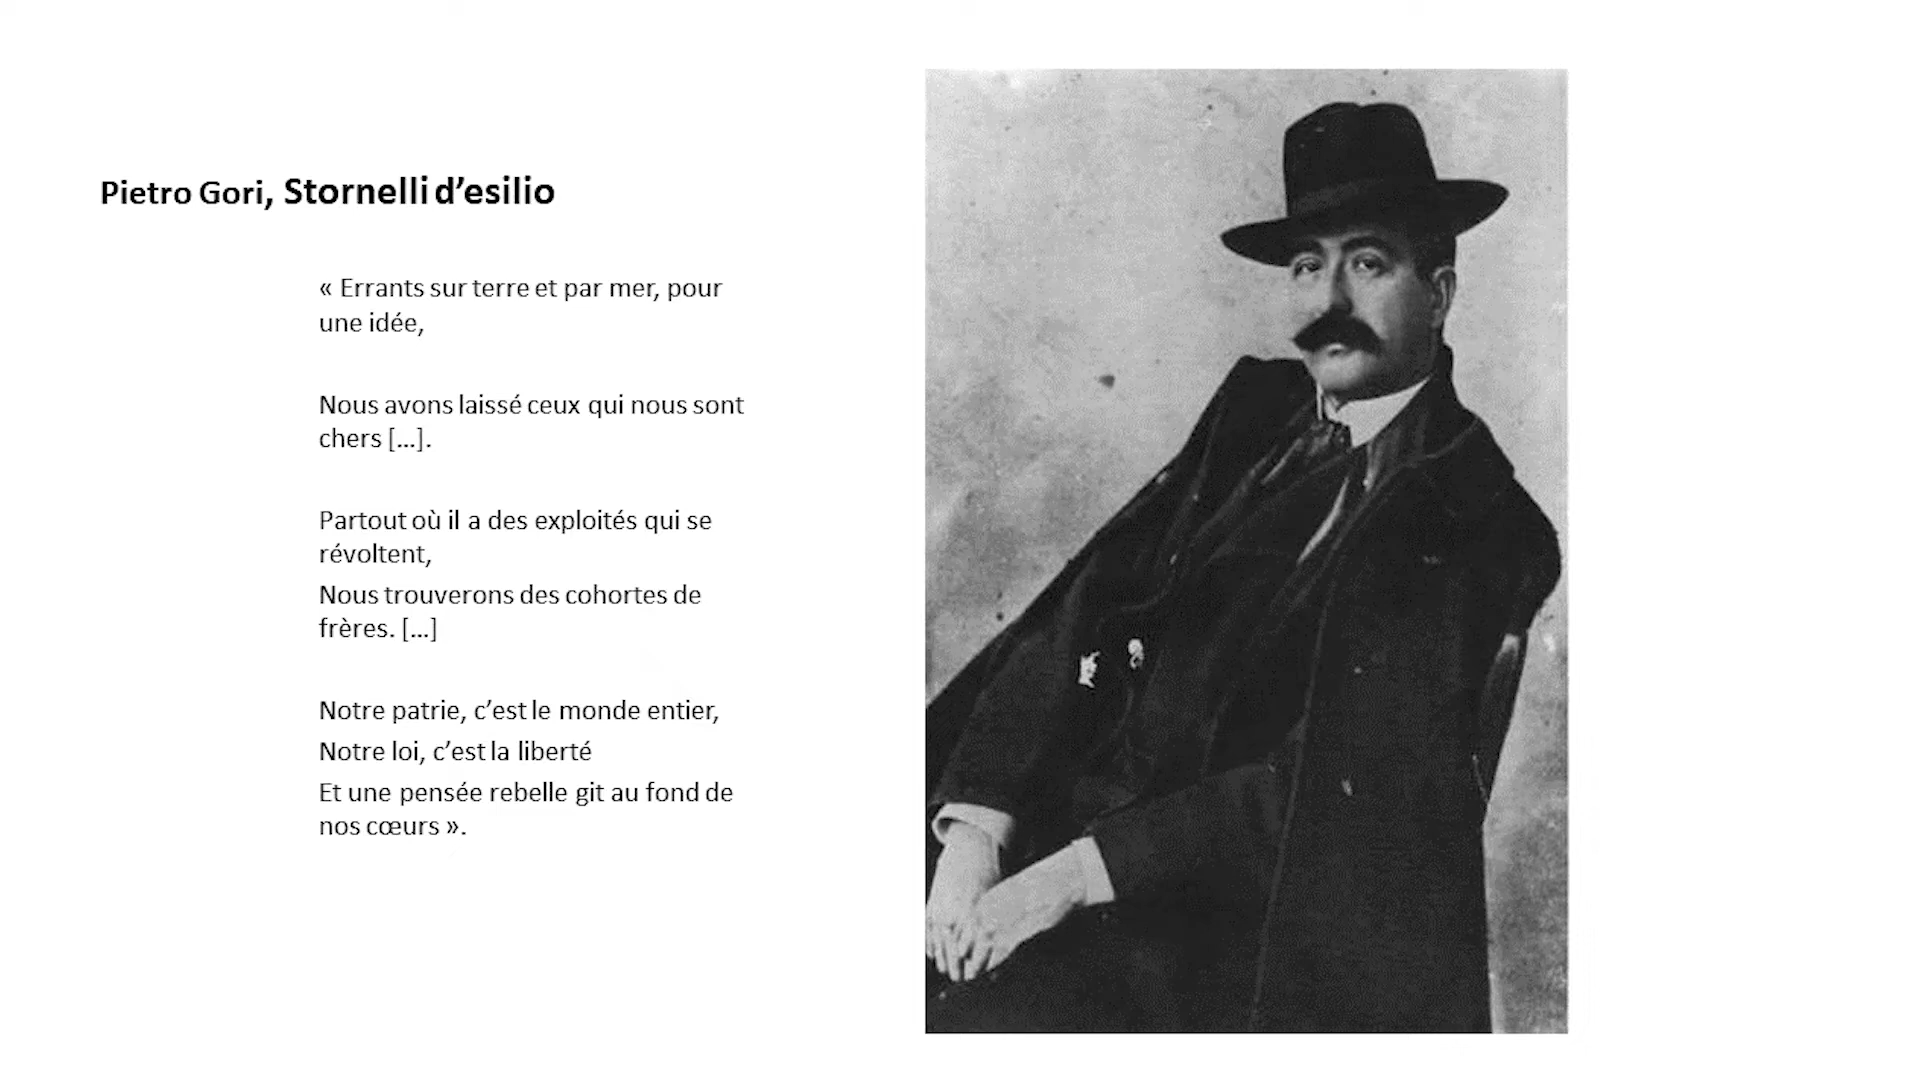 Pietro Gori, Stornelli d’esilio
« Errants sur terre et par mer, pour
une idée,
Nous avons laissé ceux qui nous sont
chers […].
Partout où il a des exploités qui se
révoltent,
Nous trouverons des cohortes de
frères. […]
Notre patrie, c’est le monde entier,
Notre loi, c’est la liberté
Et une pensée rebelle git au fond de
nos cœurs ».